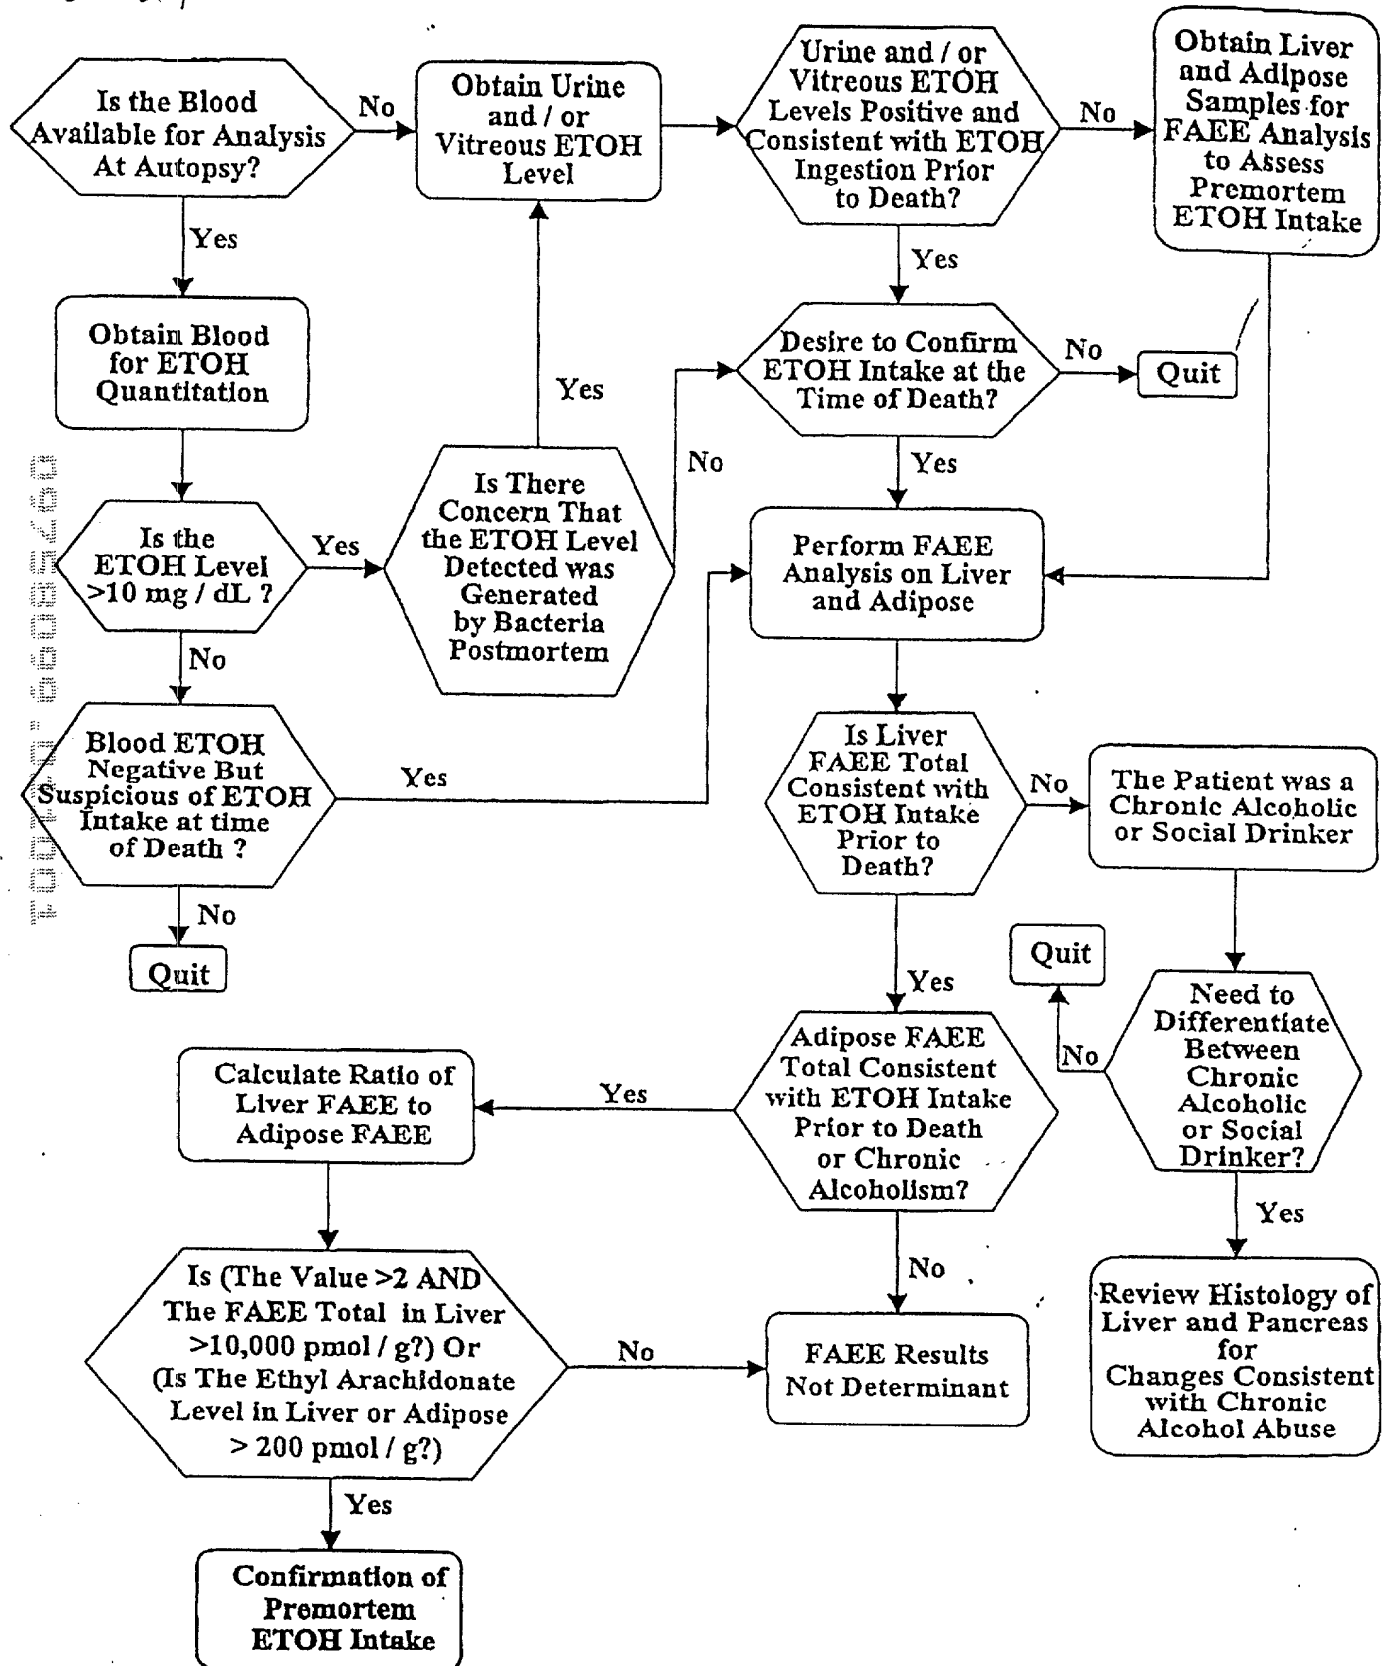 Is the Blood
Available for Analysis
At Autopsy?
No
Obtain Urine
and / or
Vitreous ETOH
Level
Urine and / or
Vitreous ETOH
Levels Positive and
Consistent with ETOH
Ingestion Prior
to Death?
No
Obtain Liver
and Adipose
Samples for
FAEE Analysis
to Assess
Premortem
ETOH Intake
Yes
Yes
Obtain Blood
for ETOH
Quantitation
Yes
Desire to Confirm
ETOH Intake at the
Time of Death?
No
Quit
No
Yes
Is the
ETOH Level
>10 mg / dL ?
Yes
Is There
Concern That
the ETOH Level
Detected was
Generated
by Bacteria
Postmortem
Perform FAEE
Analysis on Liver
and Adipose
No
Blood ETOH
Negative But
Suspicious of ETOH
Intake at time
of Death ?
Yes
Is Liver
FAEE Total
Consistent with
ETOH Intake
Prior to
Death?
No
The Patient was a
Chronic Alcoholic
or Social Drinker
No
Quit
Yes
Quit
Need to
Differentiate
Between
Chronic
Alcoholic
or Social
Drinker?
No
Calculate Ratio of
Liver FAEE to
Adipose FAEE
Yes
Adipose FAEE
Total Consistent
with ETOH Intake
Prior to Death
or Chronic
Alcoholism?
Yes
Is (The Value >2 AND
The FAEE Total in Liver
>10,000 pmol / g?) Or
(Is The Ethyl Arachidonate
Level in Liver or Adipose
> 200 pmol / g?)
No
No
FAEE Results
Not Determinant
Review Histology of
Liver and Pancreas
for
Changes Consistent
with Chronic
Alcohol Abuse
Yes
Confirmation of
Premortem
ETOH Intake